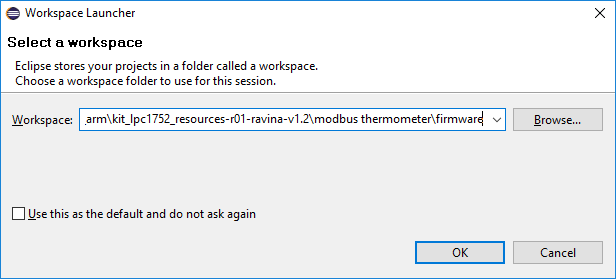 Workspace Launcher
Select a workspace
Eclipse stores your projects in a folder called a workspace.
Choose a workspace folder to use for this session.
Workspace: _arm\kit_lpc1752_resources-r01-ravina-v1.2\modbus thermometer\firmware Browse...
Use this as the default and do not ask again
OK Cancel